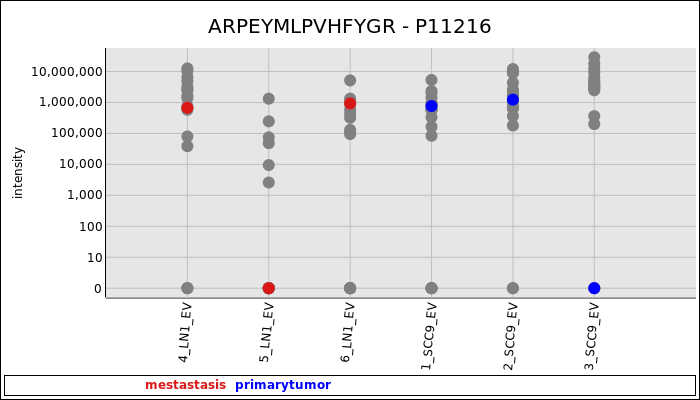 ARPEYMLPVHFYGR - P11216
intensity
10,000,000
1,000,000
100,000
10,000
1,000
100
10
0
4_LN1_EV
5_LN1_EV
6_LN1_EV
1_SCC9_EV
2_SCC9_EV
3_SCC9_EV
mestastasis primarytumor